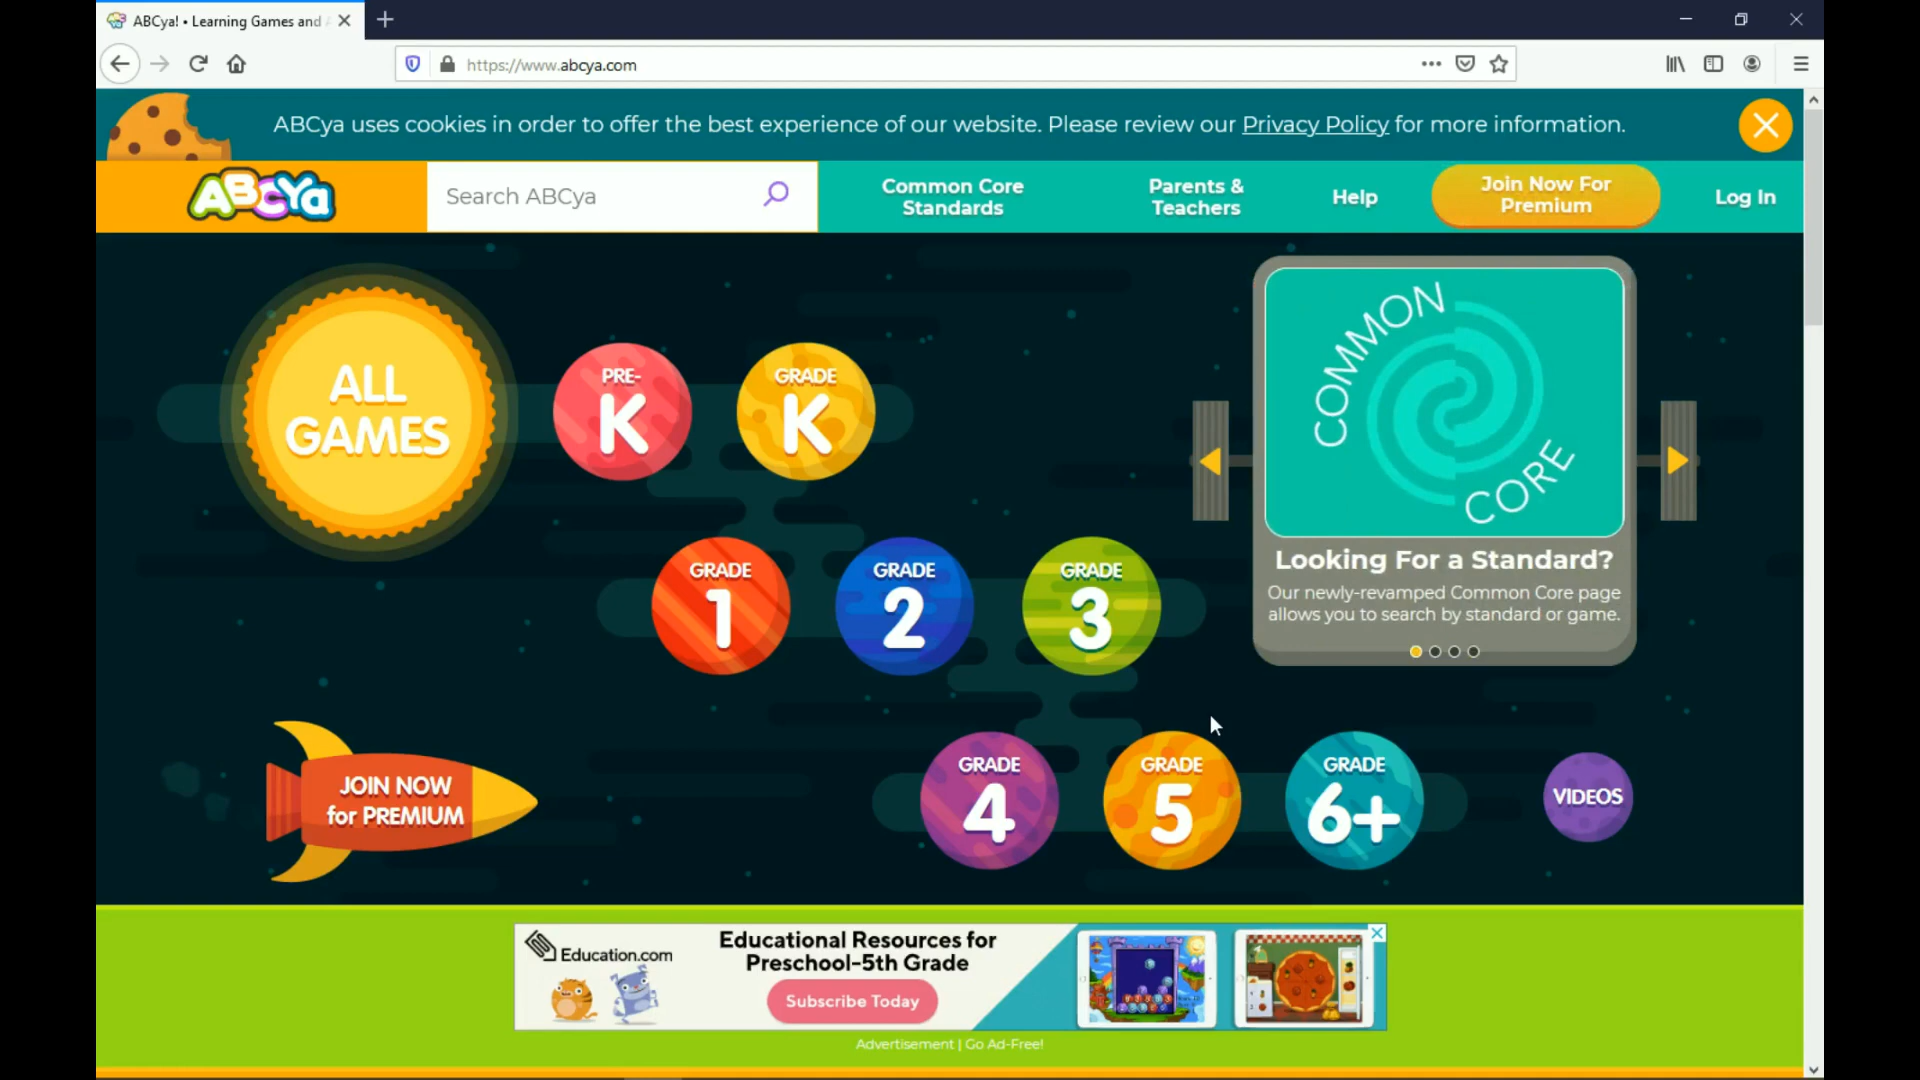 ABCya! • Learning Games and
https://www.abcya.com
ABCya uses cookies in order to offer the best experience of our website. Please review our Privacy Policy for more information.
ABCYa
Search ABCya
Common Core
Standards
Parents &
Teachers
Help
Join Now For
Premium
Log In
ALL
GAMES
PRE-
K
GRADE
K
COMMON
CORE
Looking For a Standard?
Our newly-revamped Common Core page
allows you to search by standard or game.
GRADE
1
GRADE
2
GRADE
3
JOIN NOW
for PREMIUM
GRADE
4
GRADE
5
GRADE
6+
VIDEOS
Education.com
Educational Resources for
Preschool-5th Grade
Subscribe Today
Advertisement | Go Ad-Free!